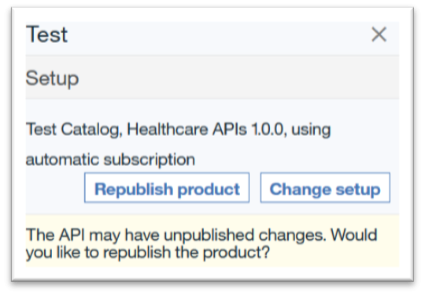 Test
Setup
Test Catalog, Healthcare APIs 1.0.0, using
automatic subscription
Republish product Change setup
The API may have unpublished changes. Would
you like to republish the product?